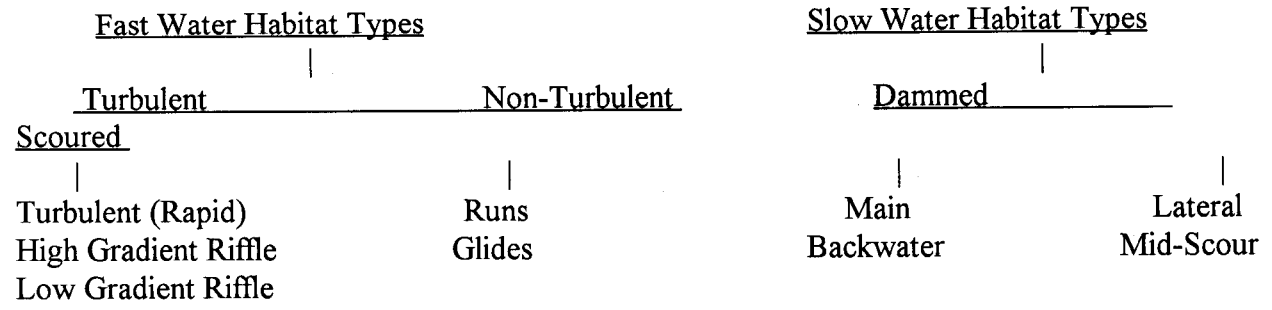 Fast Water Habitat Types Slow Water Habitat Types
Turbulent Non-Turbulent Dammed
Scoured
Turbulent (Rapid) Runs Main Lateral
High Gradient Riffle Glides Backwater Mid-Scour
Low Gradient Riffle